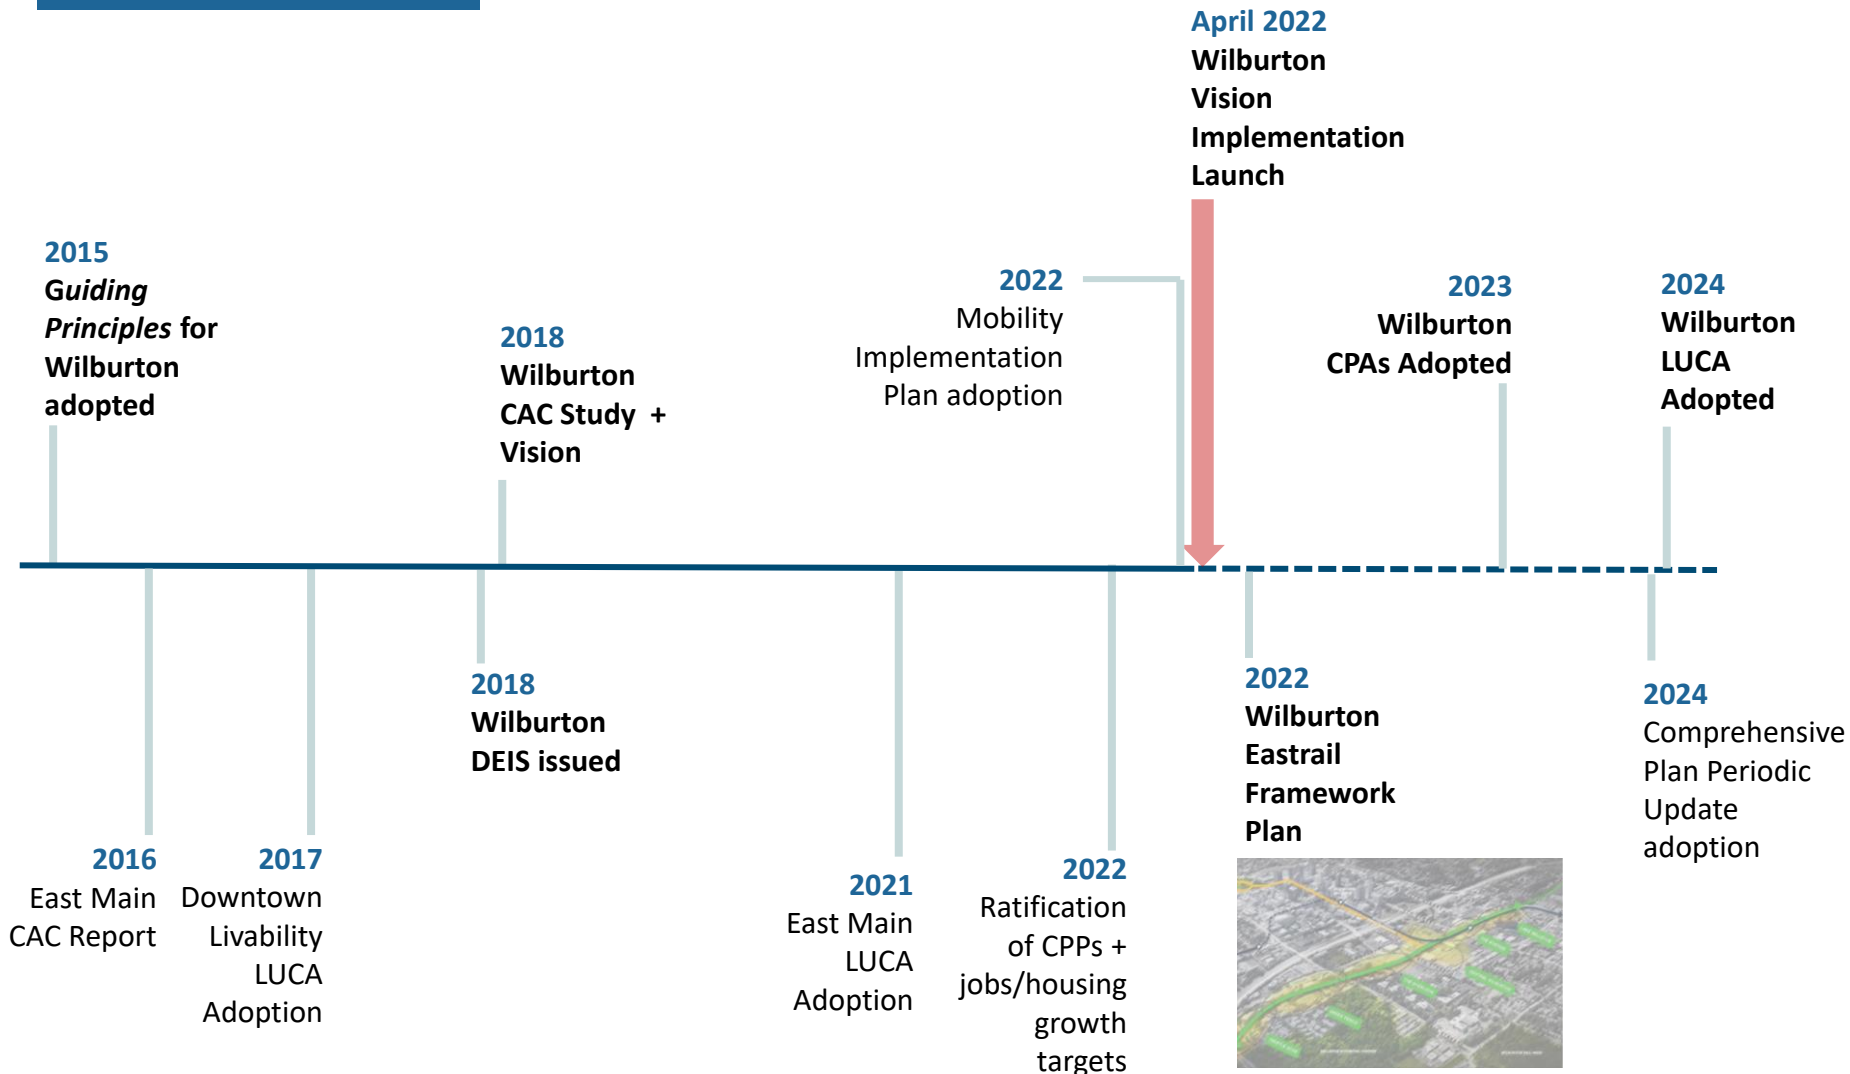 April 2022
Wilburton
Vision
Implementation
Launch
2015
Guiding
Principles for
Wilburton
adopted
2018
Wilburton
CAC Study +
Vision
2022
Mobility
Implementation
Plan adoption
2023
Wilburton
CPAs Adopted
2024
Wilburton
LUCA
Adopted
2016
East Main
CAC Report
2017
Downtown
Livability
LUCA
Adoption
2018
Wilburton
DEIS issued
2021
East Main
LUCA
Adoption
2022
Ratification
of CPPs +
jobs/housing
growth
targets
2022
Wilburton
Eastrail
Framework
Plan
2024
Comprehensive
Plan Periodic
Update
adoption